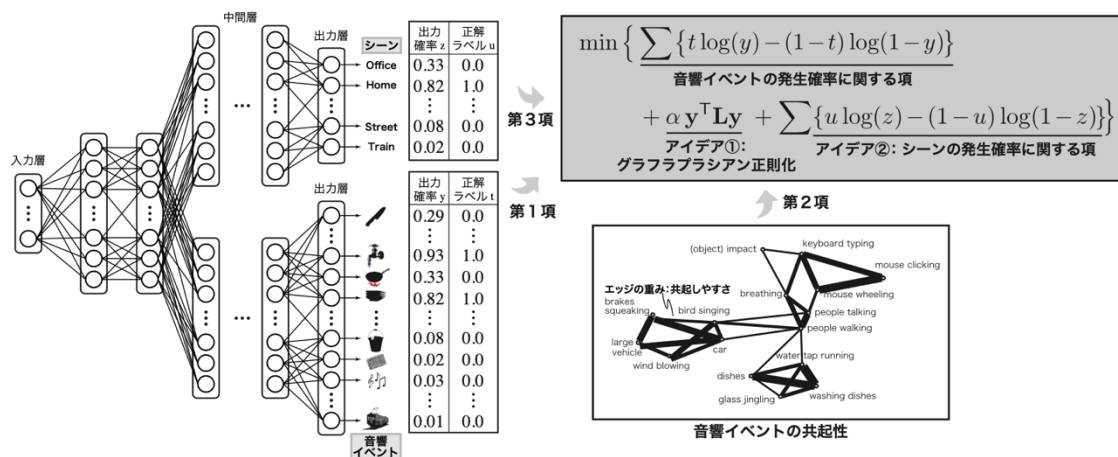 中間層
入力層
出力層
シーン
出力
確率 z
正解
ラベル u
Office 0.33 0.0
Home 0.82 1.0
Street 0.08 0.0
Train 0.02 0.0
第3項
出力層
出力
確率 y
正解
ラベル t
0.29 0.0
0.93 1.0
0.33 0.0
0.82 1.0
0.08 0.0
0.02 0.0
0.03 0.0
0.01 0.0
音響
イベント
第1項
min { ∑ {t log(y) − (1 − t) log(1 − y)}
音響イベントの発生確率に関する項
+ α y⊤Ly + ∑{u log(z) − (1 − u) log(1 − z)}}
アイデア①:
グラフラプラシアン正則化
アイデア②: シーンの発生確率に関する項
第2項
(object) impact
keyboard typing
mouse clicking
breathing
mouse wheeling
エッジの重み:共起しやすさ
brakes
squeaking
bird singing
people talking
people walking
large
vehicle
car
wind blowing
water tap running
dishes
glass jingling
washing dishes
音響イベントの共起性